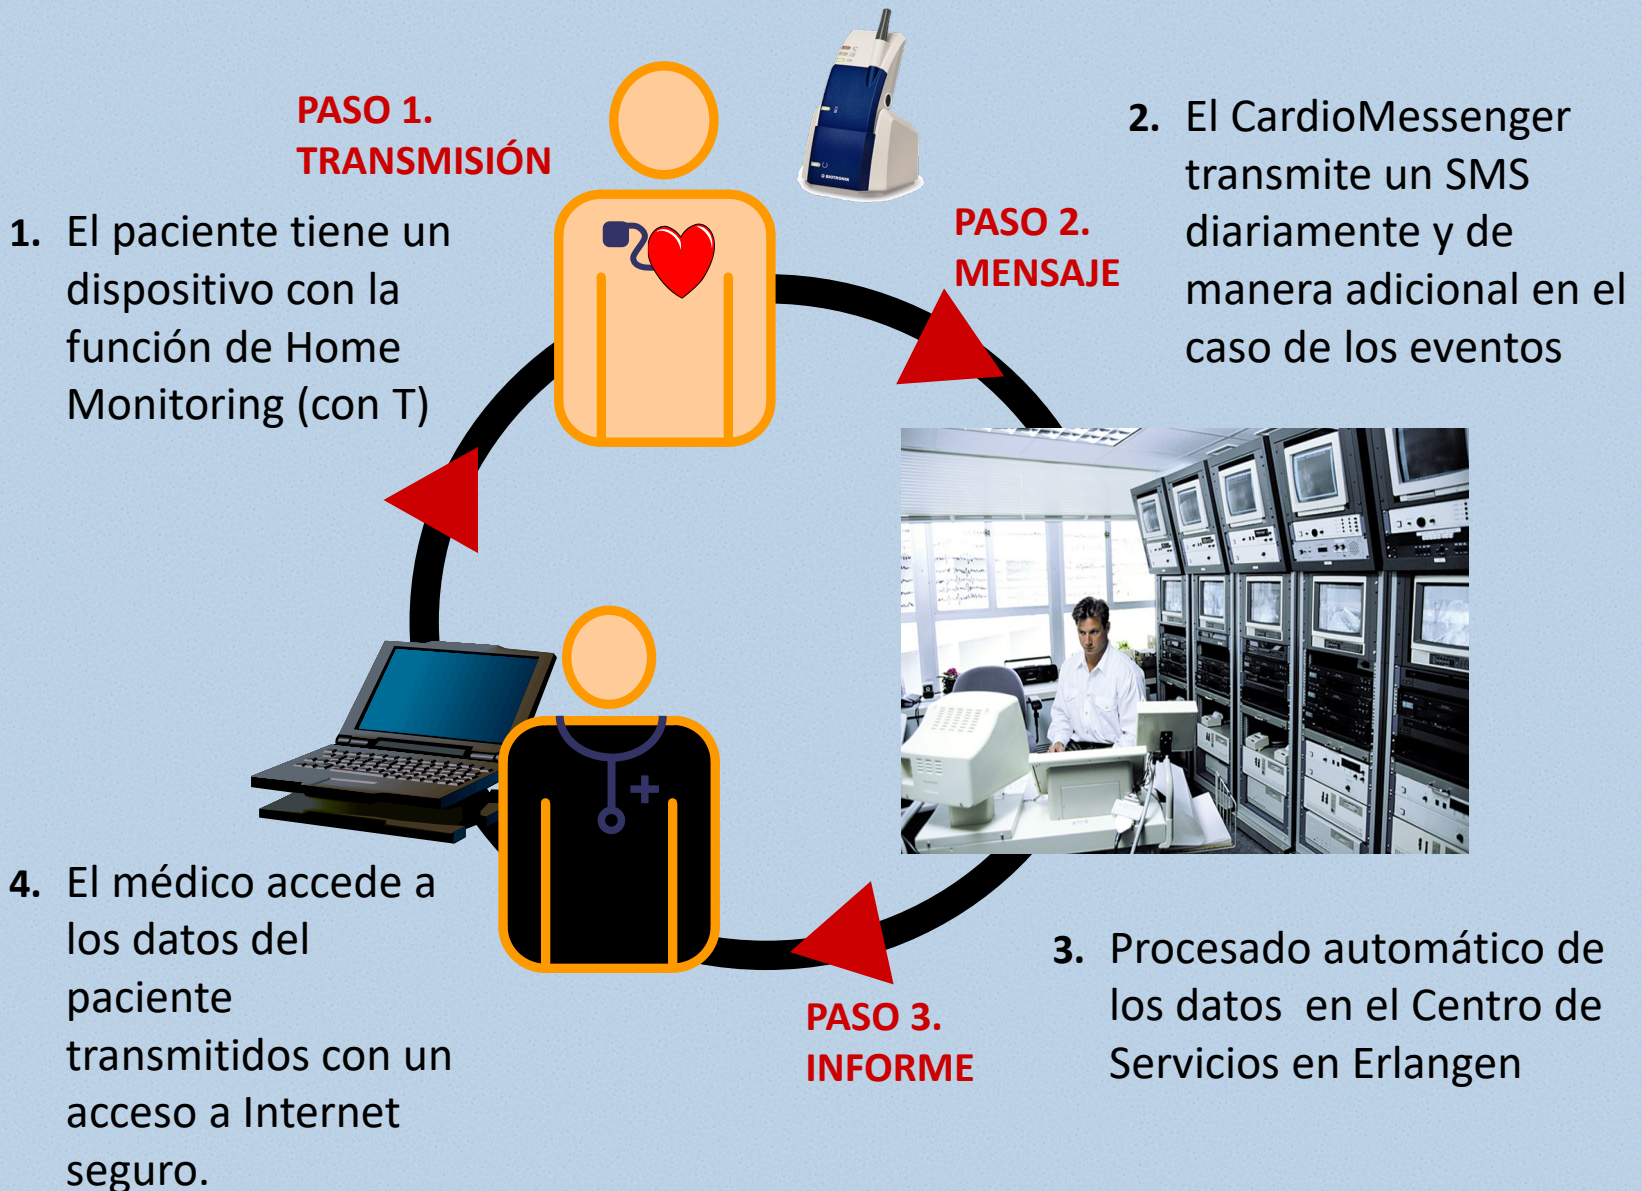 PASO 1.
TRANSMISIÓN
1. El paciente tiene un
dispositivo con la
función de Home
Monitoring (con T)
BIOTRONIK
PASO 2.
MENSAJE
2. El CardioMessenger
transmite un SMS
diariamente y de
manera adicional en el
caso de los eventos
PASO 3.
INFORME
3. Procesado automático de
los datos  en el Centro de
Servicios en Erlangen
4. El médico accede a
los datos del
paciente
transmitidos con un
acceso a Internet
seguro.